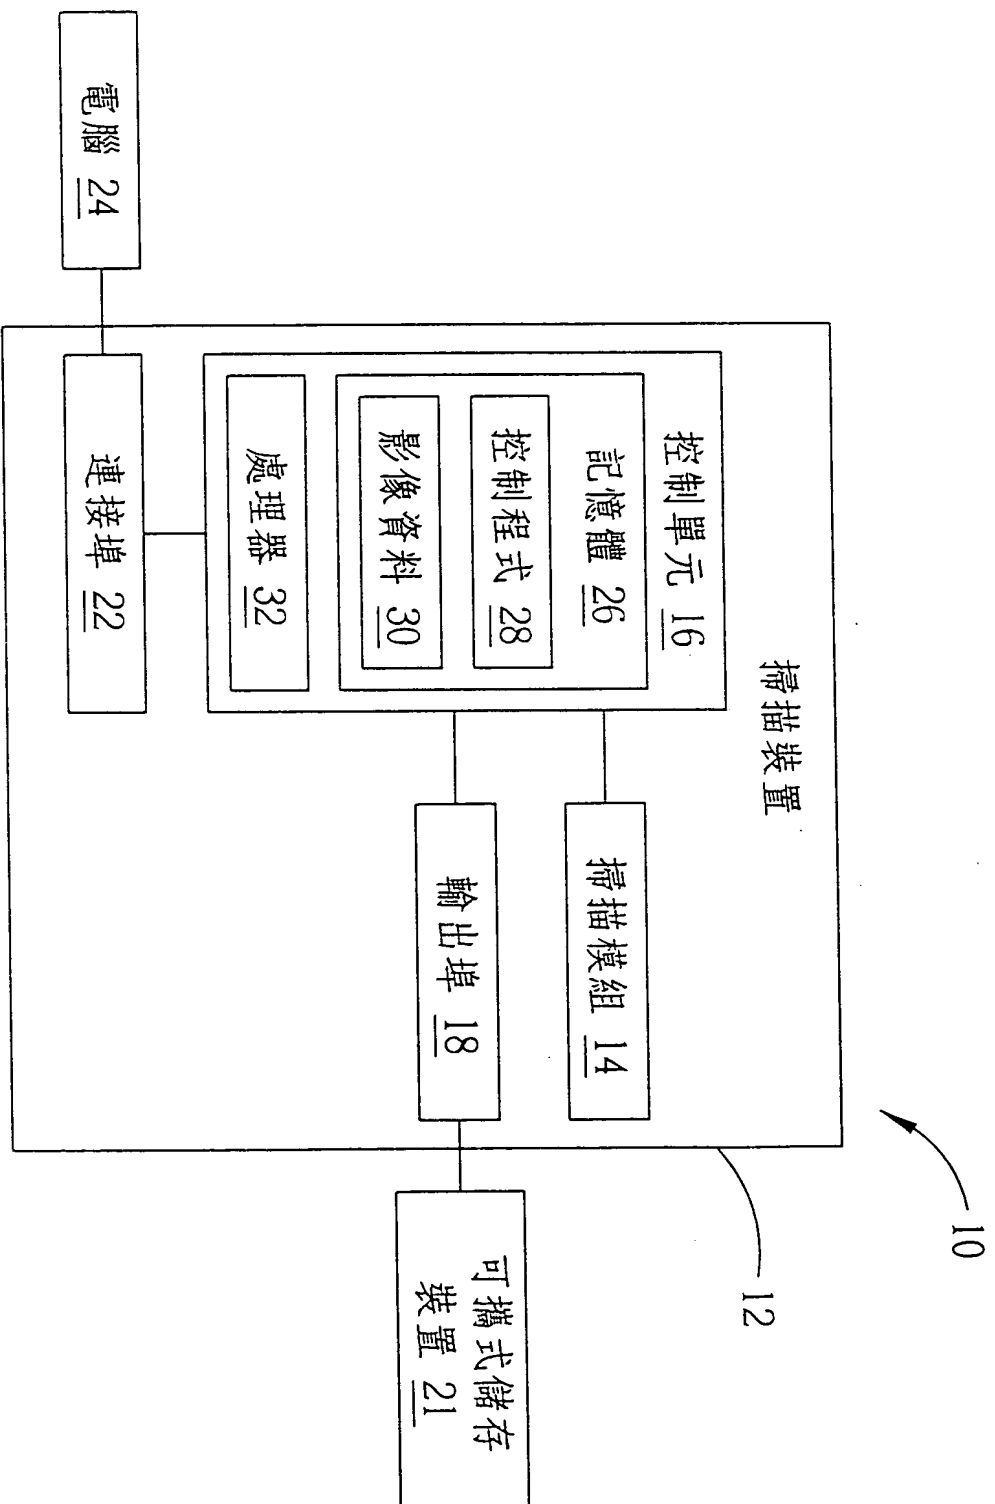 10
12
掃描裝置
控制單元 16
記憶體 26
控制程式 28
影像資料 30
處理器 32
掃描模組 14
輸出埠 18
可攜式儲存
裝置 21
連接埠 22
電腦 24